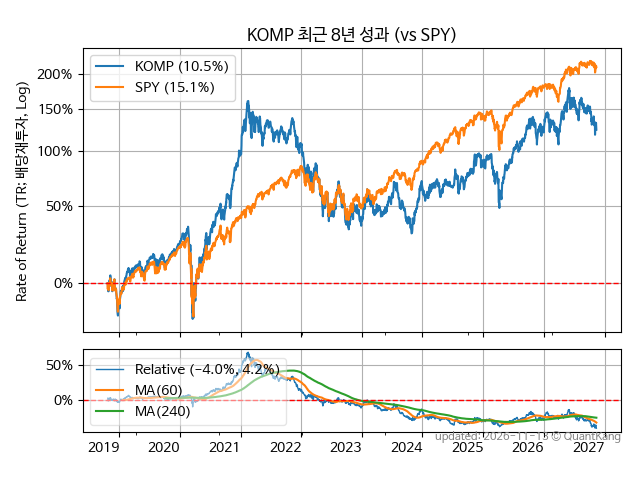 KOMP 최근 8년 성과 (vs SPY)
Rate of Return (TR: 배당재투자, Log)
200%
150%
100%
50%
0%
KOMP (10.5%)
SPY (15.1%)
50%
0%
Relative (−4.0%, 4.2%)
MA(60)
MA(240)
2019 2020 2021 2022 2023 2024 2025 2026 2027
updated: 2026-11-13 © QuantKang